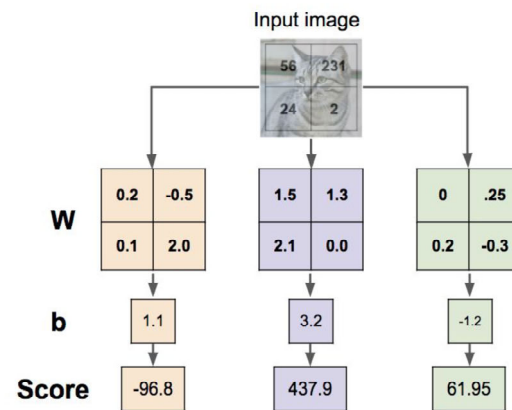 Input image
56 231
24 2
W
0.2 -0.5 1.5 1.3 0 .25
0.1 2.0 2.1 0.0 0.2 -0.3
b 1.1 3.2 -1.2
Score -96.8 437.9 61.95